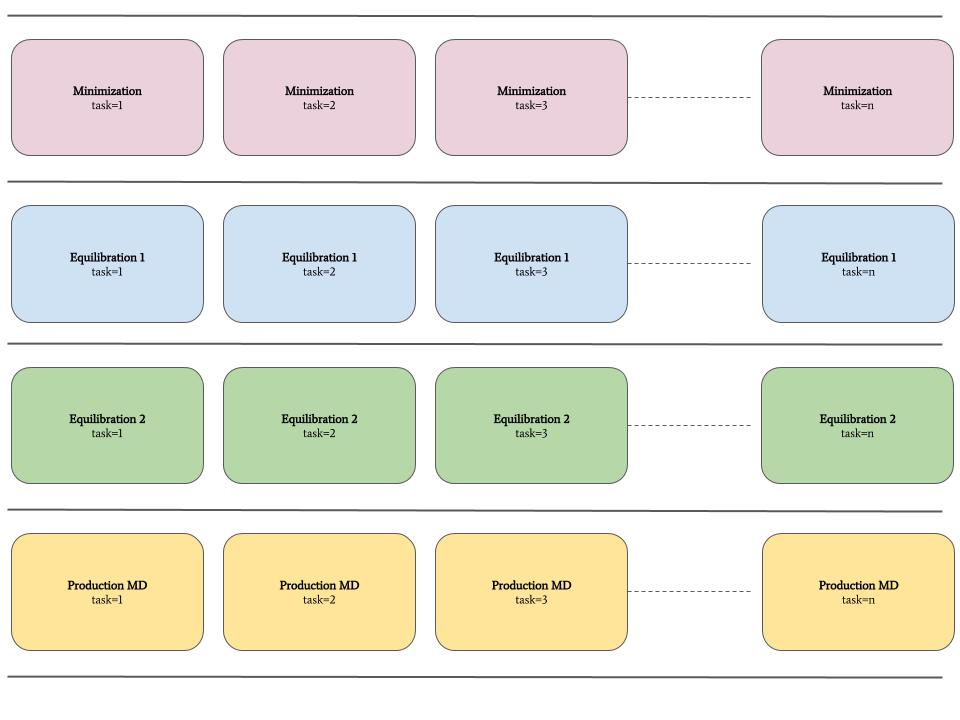 Minimization
task=1
Minimization
task=2
Minimization
task=3
Minimization
task=n
Equilibration 1
task=1
Equilibration 1
task=2
Equilibration 1
task=3
Equilibration 1
task=n
Equilibration 2
task=1
Equilibration 2
task=2
Equilibration 2
task=3
Equilibration 2
task=n
Production MD
task=1
Production MD
task=2
Production MD
task=3
Production MD
task=n